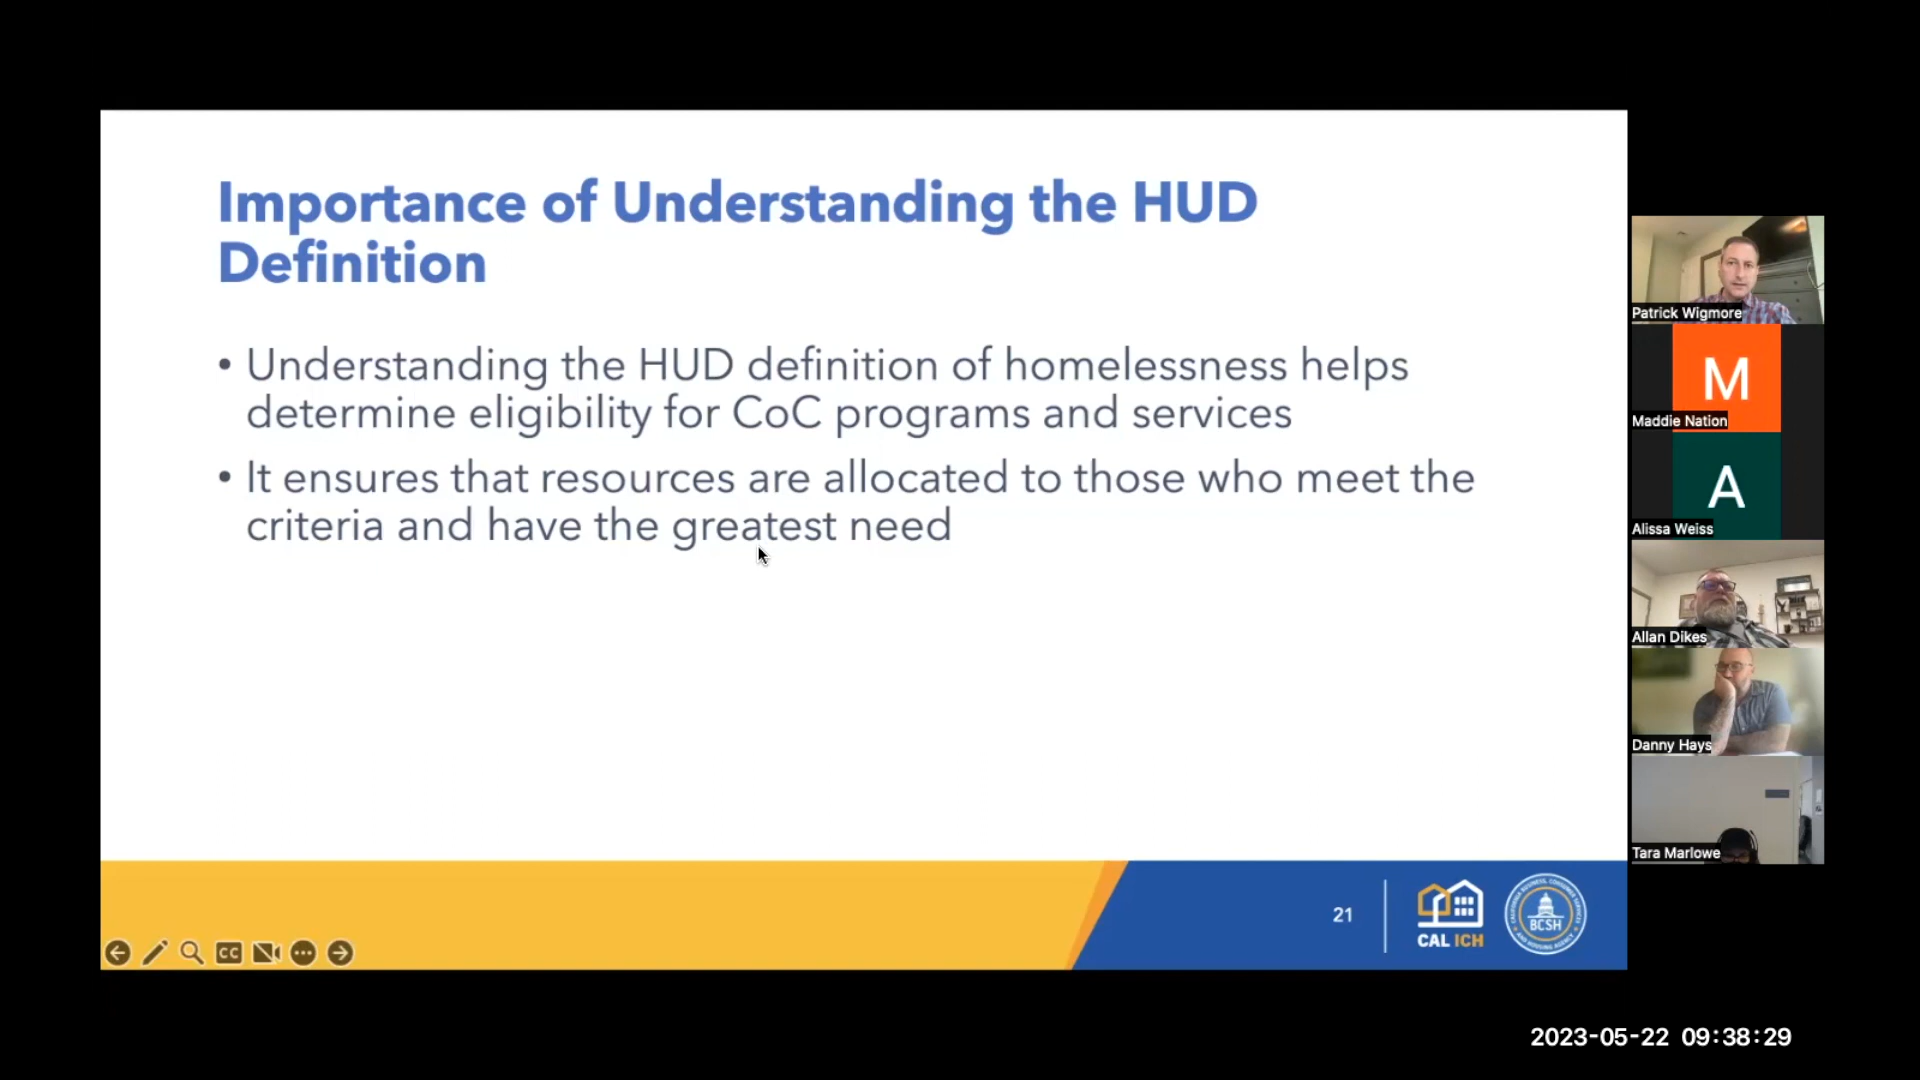 Importance of Understanding the HUD
Definition
• Understanding the HUD definition of homelessness helps
determine eligibility for CoC programs and services
• It ensures that resources are allocated to those who meet the
criteria and have the greatest need
21
CAL ICH
BCSH
CC
Patrick Wigmore
M
Maddie Nation
A
Alissa Weiss
Allan Dikes
Danny Hays
Tara Marlowe
2023-05-22 09:38:29